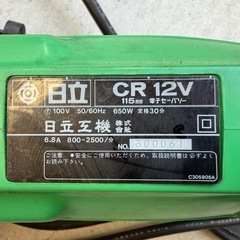 日立 CR 12V
115mm 電子セーバソー
100V 50/60Hz 650W 定格30分
日立工機 株式会社
6.8A 800-2500/分
NO. 300061
C305905A